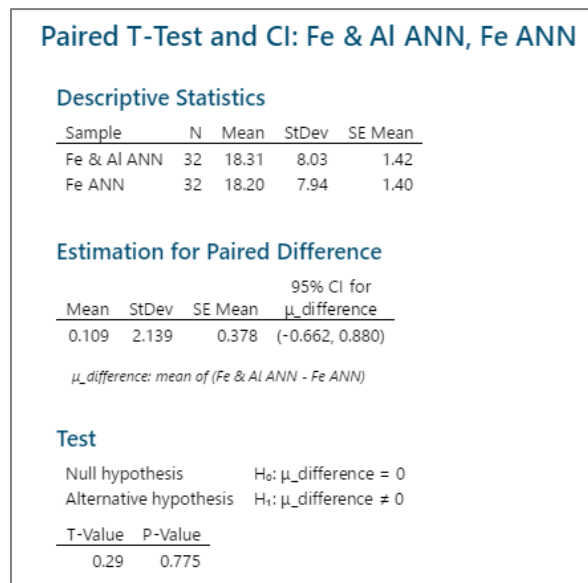 Paired T-Test and CI: Fe & Al ANN, Fe ANN
Descriptive Statistics
Sample N Mean StDev SE Mean
Fe & Al ANN 32 18.31 8.03 1.42
Fe ANN 32 18.20 7.94 1.40
Estimation for Paired Difference
95% CI for
Mean StDev SE Mean μ_difference
0.109 2.139 0.378 (-0.662, 0.880)
μ_difference: mean of (Fe & Al ANN - Fe ANN)
Test
Null hypothesis H₀: μ_difference = 0
Alternative hypothesis H₁: μ_difference ≠ 0
T-Value P-Value
0.29 0.775